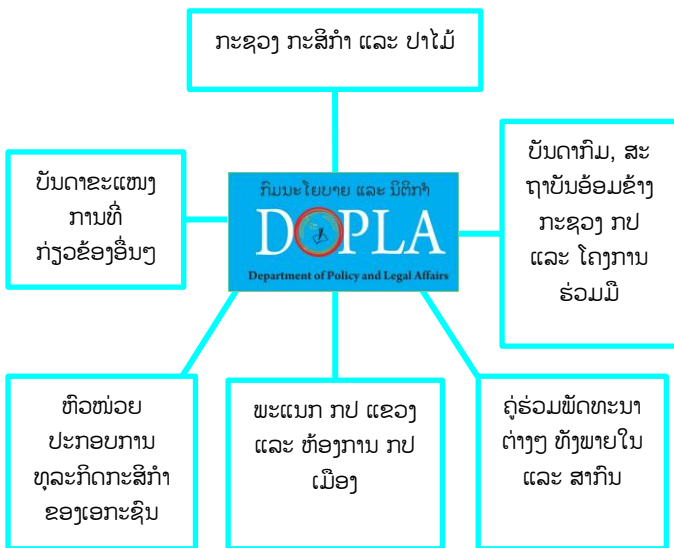 ກະຊວງ ກະສິກຳ ແລະ ປ່າໄມ້
ບັນດາຂະແໜງ
ການທີ່
ກ່ຽວຂ້ອງອື່ນໆ
ກົມນະໂຍບາຍ ແລະ ນິຕິກຳ
DOPLA
Department of Policy and Legal Affairs
ບັນດາກົມ, ສະ
ຖາບັນອ້ອມຂ້າງ
ກະຊວງ ກປ
ແລະ ໂຄງການ
ຮ່ວມມື
ຫົວໜ່ວຍ
ປະກອບການ
ທຸລະກິດກະສິກຳ
ຂອງເອກະຊົນ
ພະແນກ ກປ ແຂວງ
ແລະ ຫ້ອງການ ກປ
ເມືອງ
ຄູ່ຮ່ວມພັດທະນາ
ຕ່າງໆ ທັງພາຍໃນ
ແລະ ສາກົນ